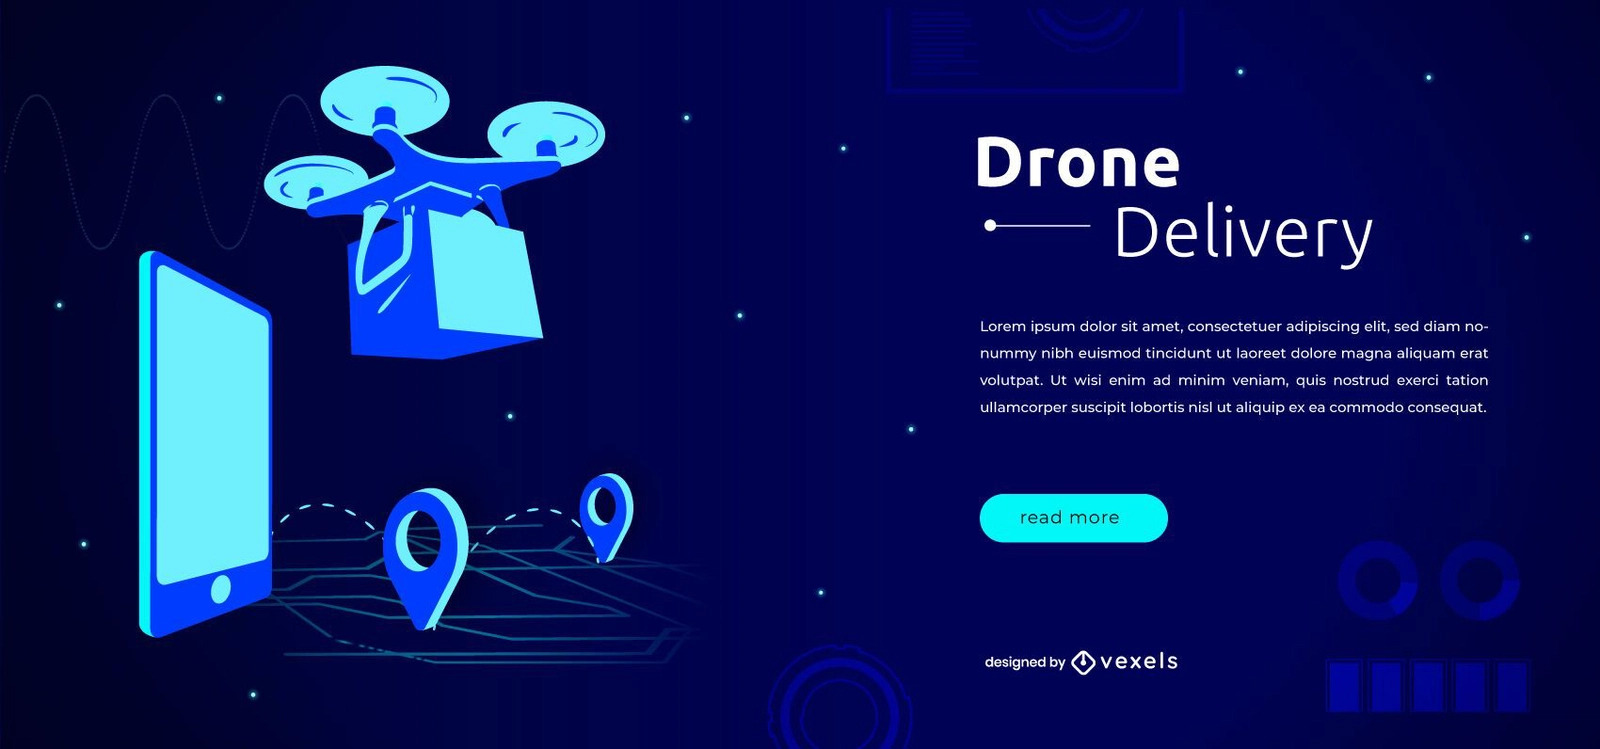 Drone
Delivery
Lorem ipsum dolor sit amet, consectetuer adipiscing elit, sed diam no-
nummy nibh euismod tincidunt ut laoreet dolore magna aliquam erat
volutpat. Ut wisi enim ad minim veniam, quis nostrud exerci tation
ullamcorper suscipit lobortis nisl ut aliquip ex ea commodo consequat.
read more
designed by vexels